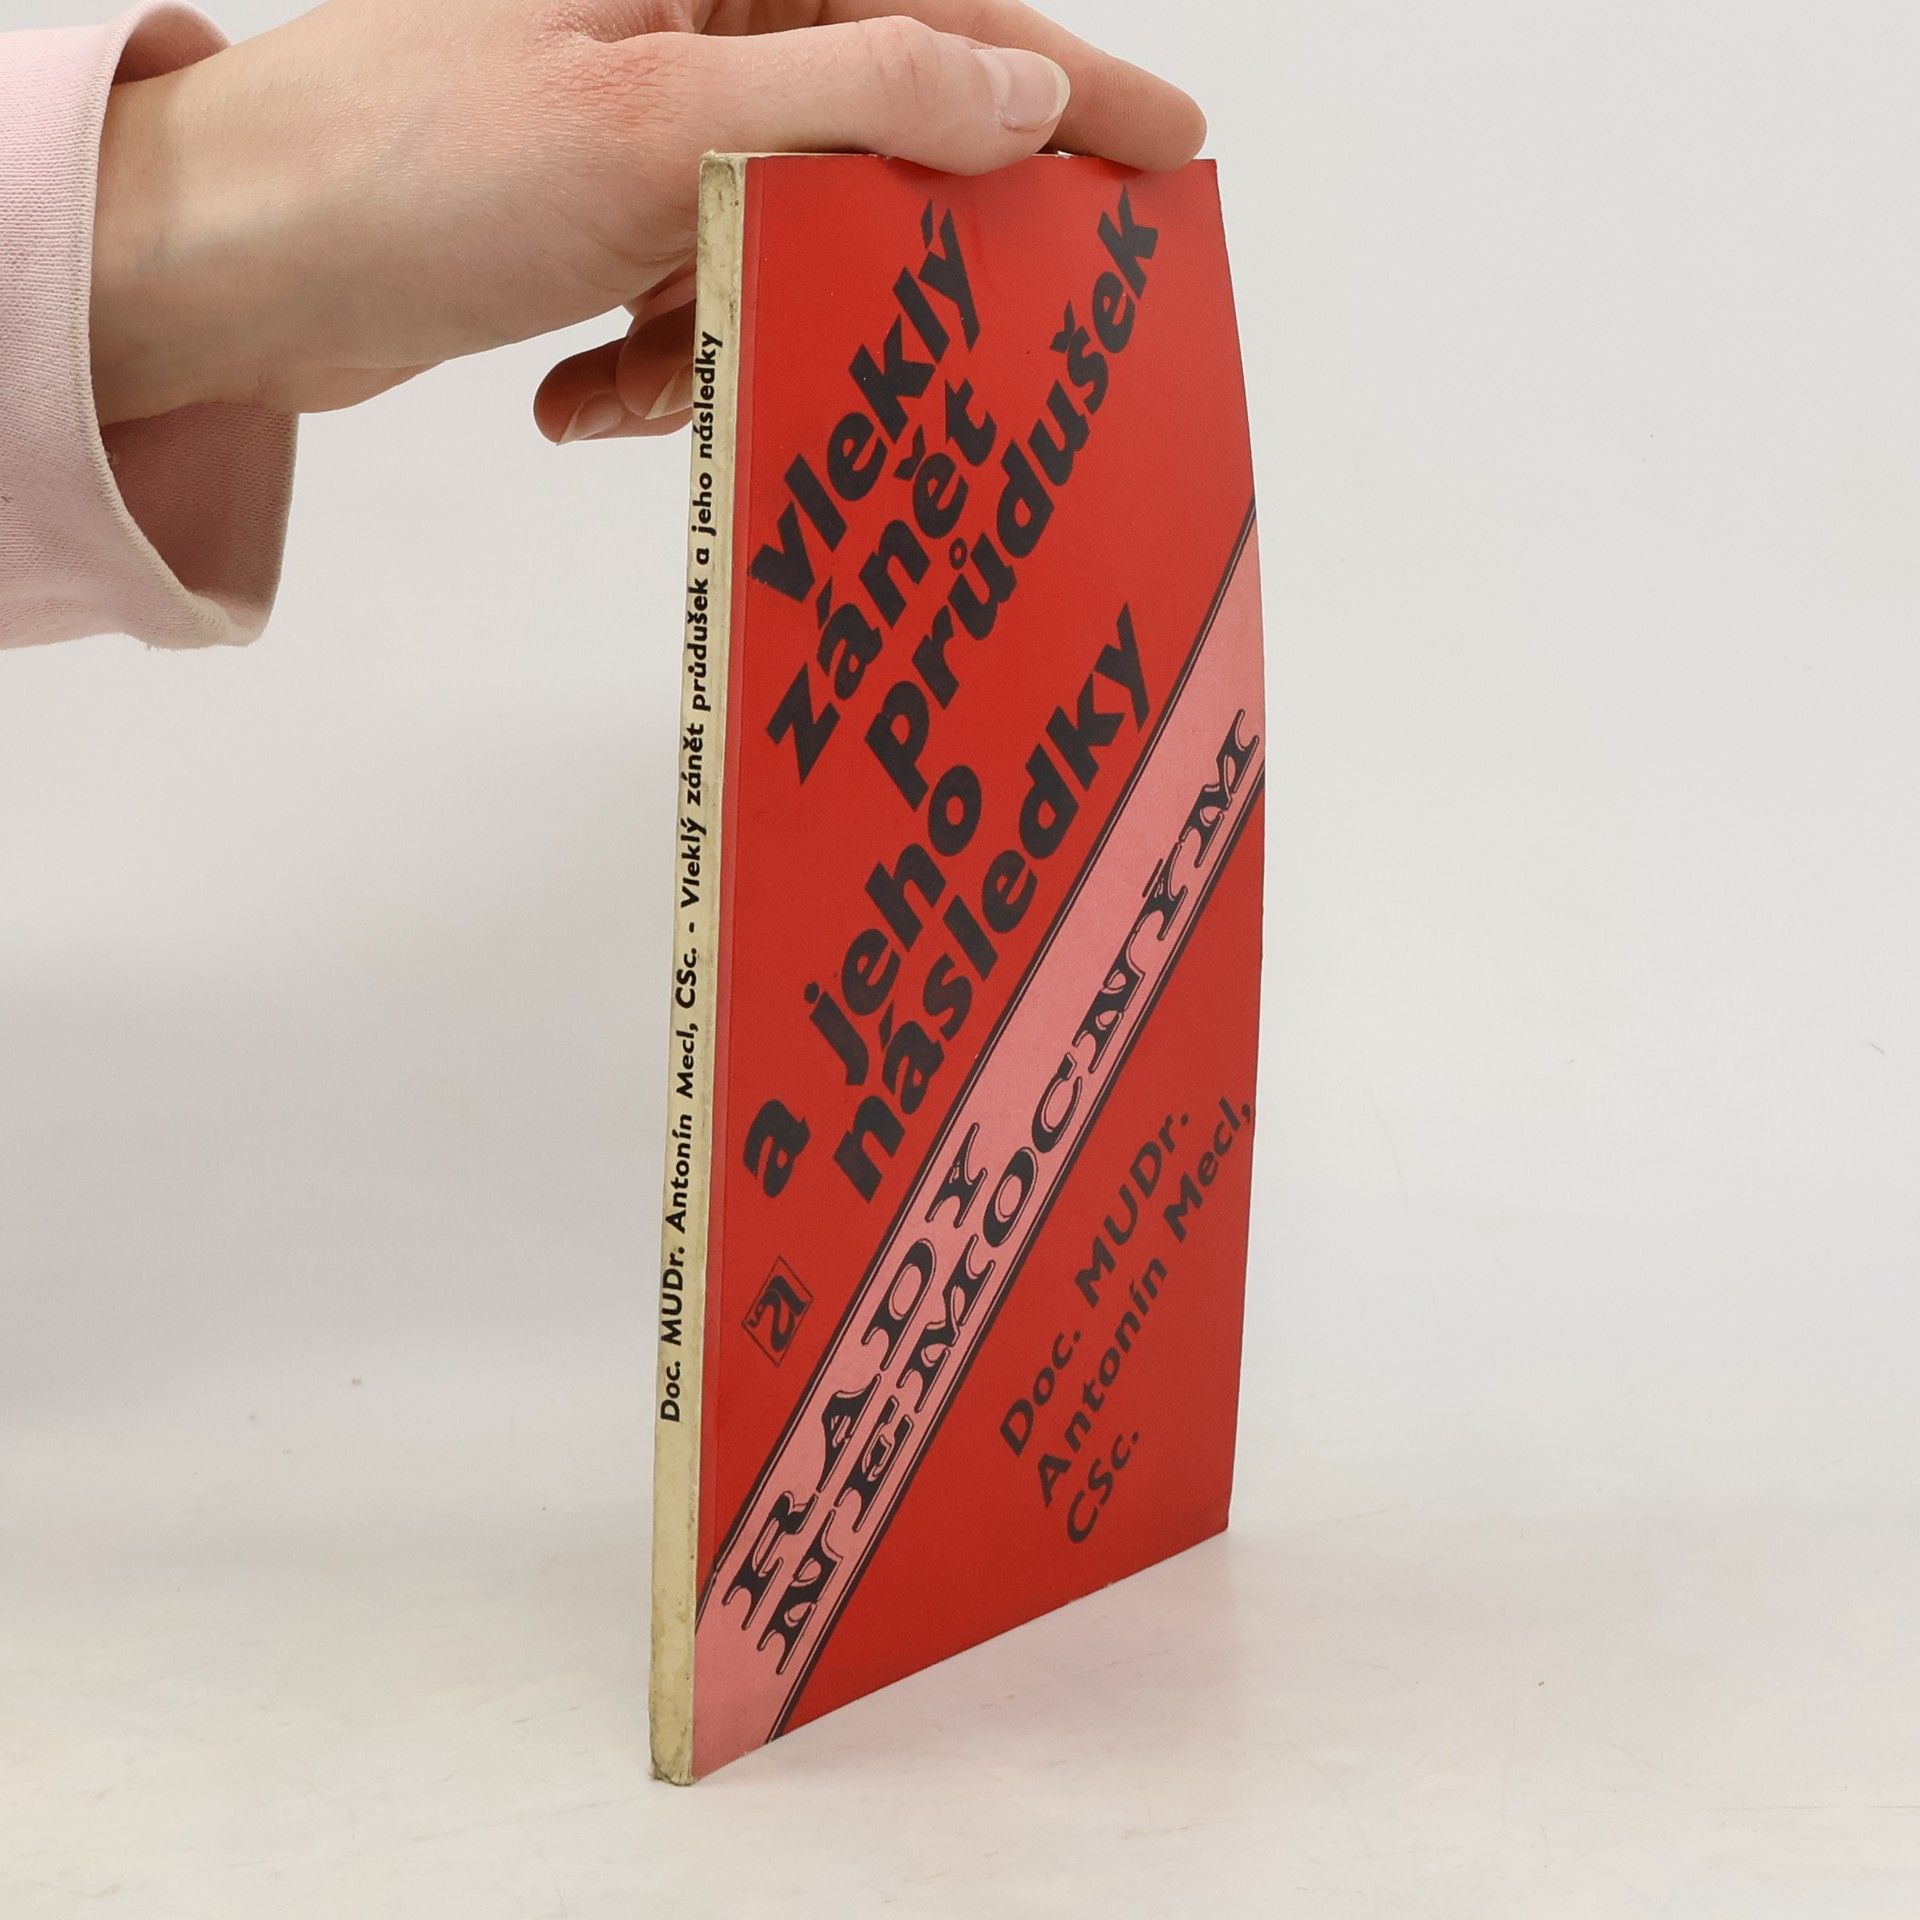 Doc. MUDr. Antonín Mecl, CSc. - Vleklý zánět průdušek a jeho následky
vleklý
zánět
průdušek
a jeho
následky
RADY
NEMOCNÝM
Doc. MUDr.
Antonín Mecl,
CSc.